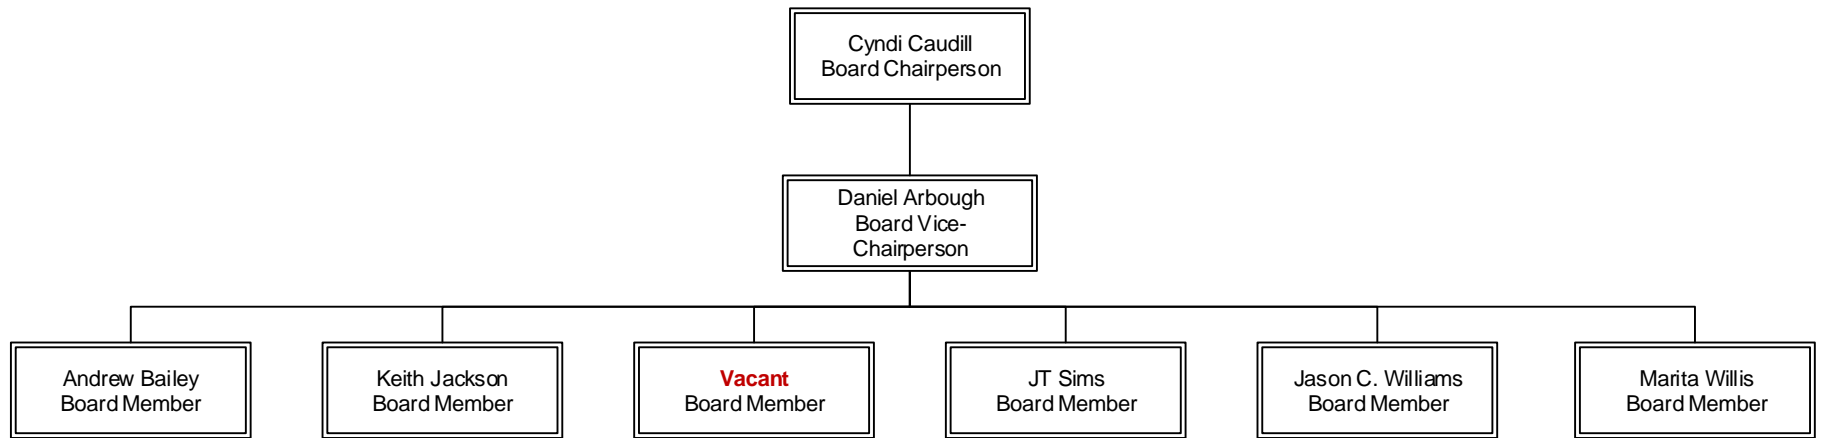 Cyndi Caudill
Board Chairperson
Daniel Arbough
Board Vice-
Chairperson
Andrew Bailey
Board Member
Keith Jackson
Board Member
Vacant
Board Member
JT Sims
Board Member
Jason C. Williams
Board Member
Marita Willis
Board Member